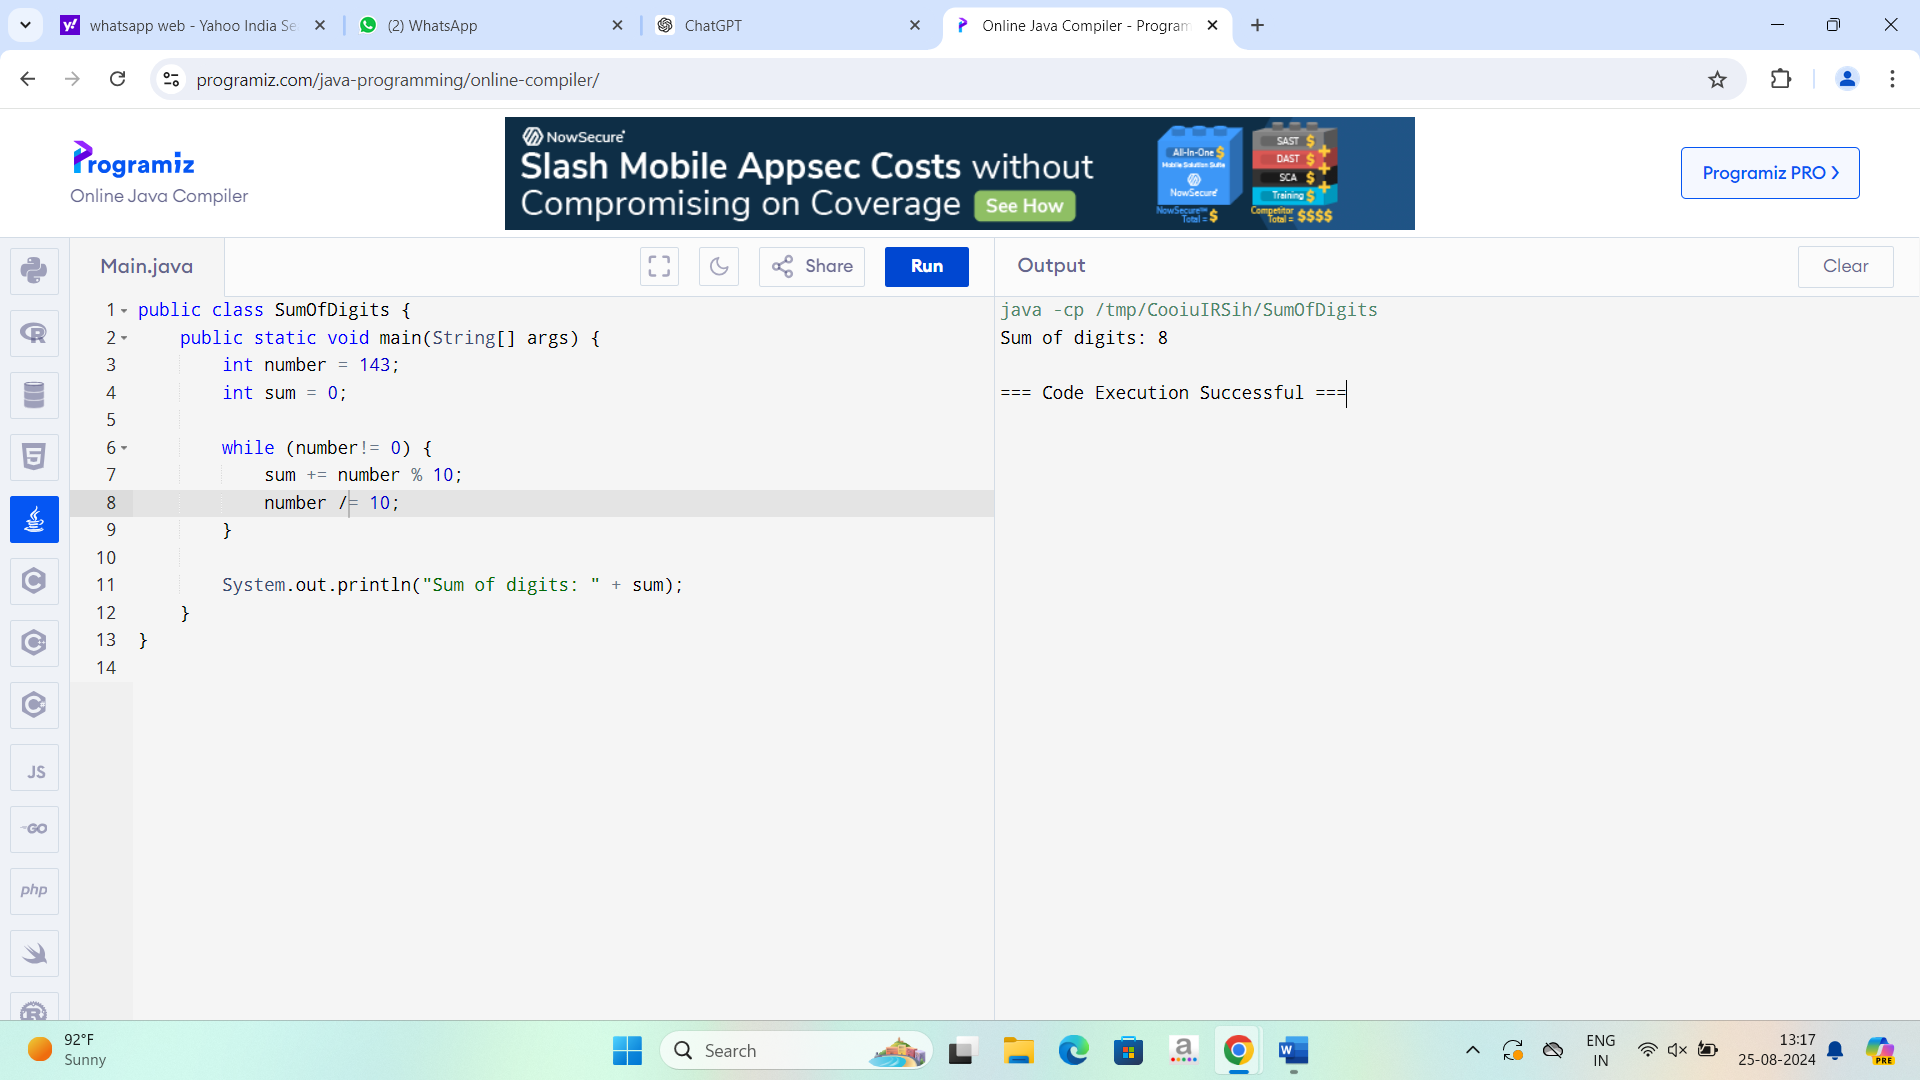 whatsapp web - Yahoo India Se
(2) WhatsApp
ChatGPT
Online Java Compiler - Program
programiz.com/java-programming/online-compiler/
Programiz
Online Java Compiler
NowSecure
Slash Mobile Appsec Costs without
Compromising on Coverage See How
All-In-One $
Mobile Solution Suite
NowSecure
NowSecure™ Total = $
SAST $
DAST $
SCA $
Training $
Competitor Total = $$$$
Programiz PRO
Main.java
Share
Run
Output
Clear
1 public class SumOfDigits {
2 public static void main(String[] args) {
3 int number = 143;
4 int sum = 0;
5
6 while (number!= 0) {
7 sum += number % 10;
8 number /= 10;
9 }
10
11 System.out.println("Sum of digits: " + sum);
12 }
13 }
14
java -cp /tmp/CooiuIRSih/SumOfDigits
Sum of digits: 8
=== Code Execution Successful ===
R
5
C
C
C
JS
GO
php
R
92°F
Sunny
Search
a
W
ENG
IN
13:17
25-08-2024
PRE